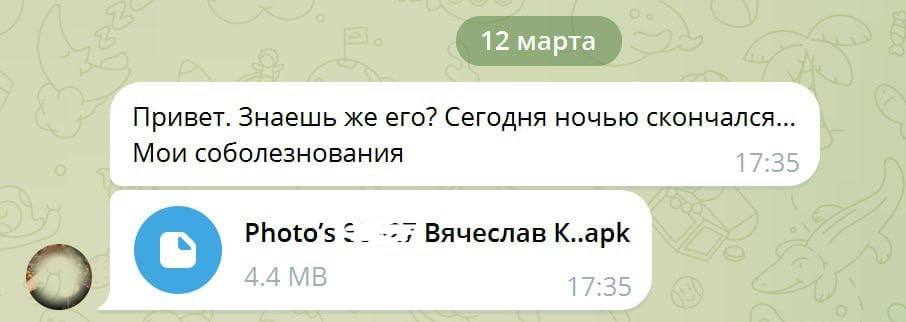 12 марта
Привет. Знаешь же его? Сегодня ночью скончался...
Мои соболезнования
17:35
Photo’s Вячеслав К..apk
4.4 MB
17:35